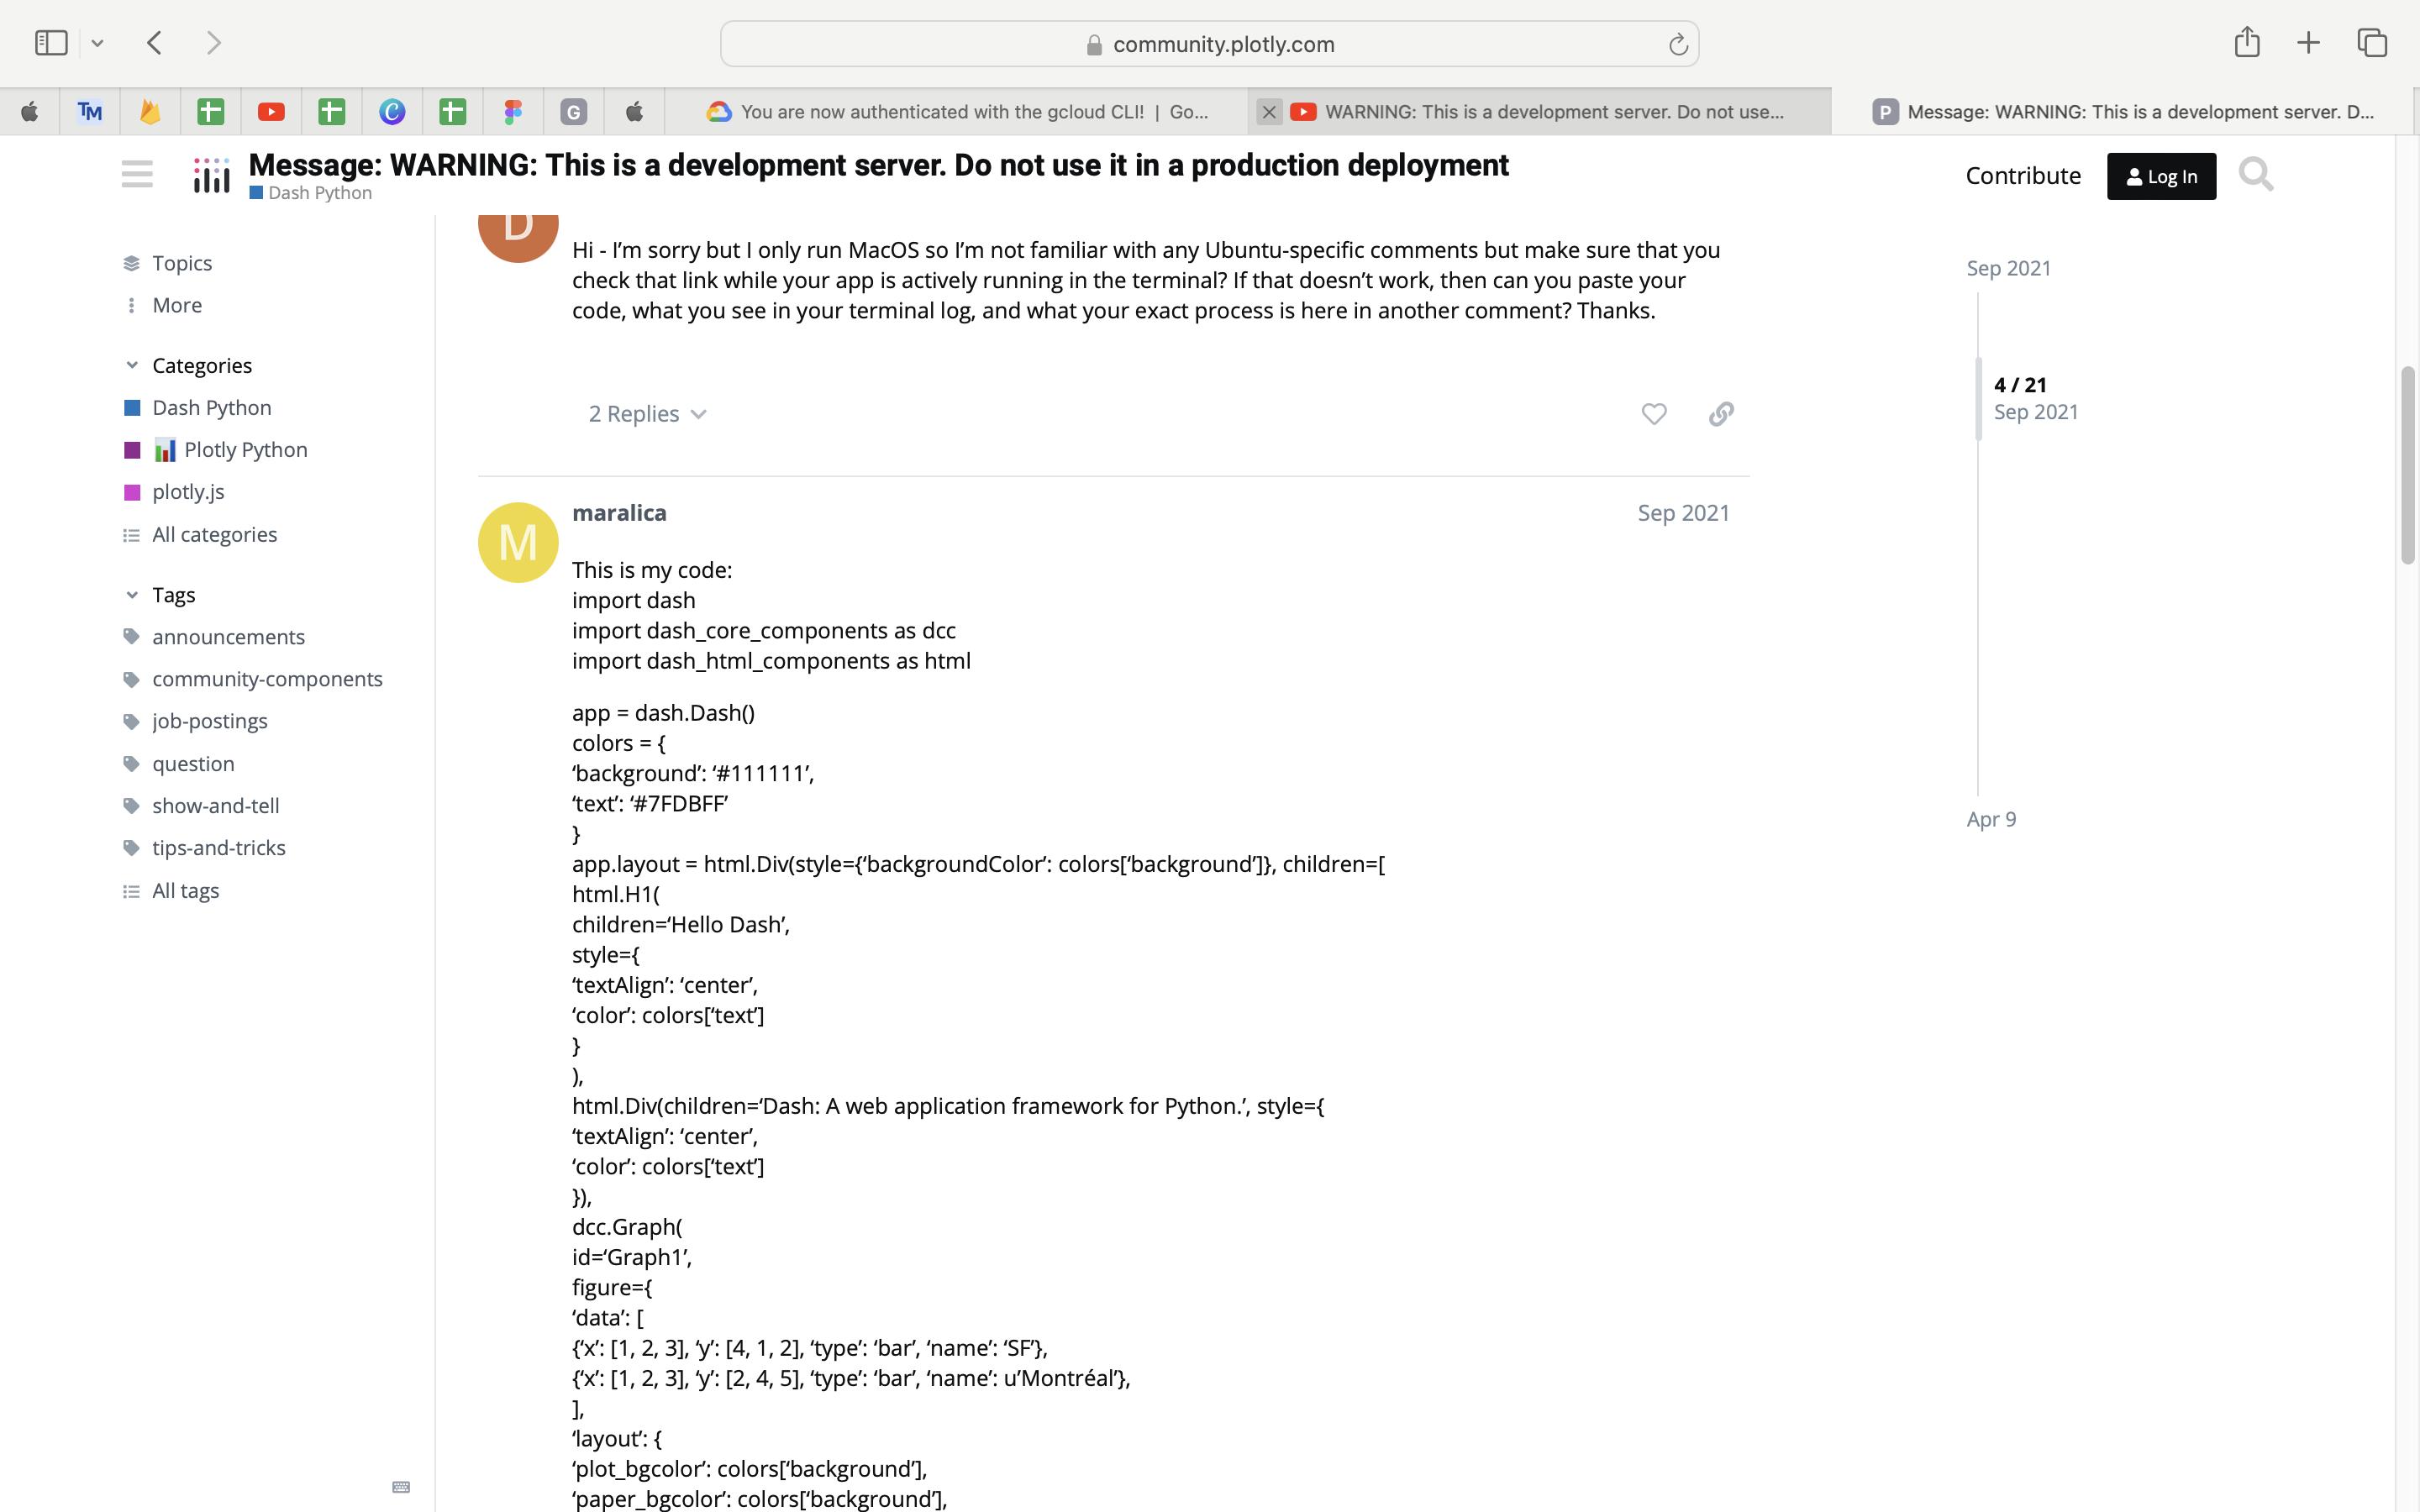 community.plotly.com
TM
G
You are now authenticated with the gcloud CLI! | Go...
WARNING: This is a development server. Do not use...
P
Message: WARNING: This is a development server. D...
Message: WARNING: This is a development server. Do not use it in a production deployment
Dash Python
Contribute
Log In
Topics
More
Categories
Dash Python
Plotly Python
plotly.js
All categories
Tags
announcements
community-components
job-postings
question
show-and-tell
tips-and-tricks
All tags
D
Hi - I’m sorry but I only run MacOS so I’m not familiar with any Ubuntu-specific comments but make sure that you
check that link while your app is actively running in the terminal? If that doesn’t work, then can you paste your
code, what you see in your terminal log, and what your exact process is here in another comment? Thanks.
2 Replies
M
maralica
Sep 2021
This is my code:
import dash
import dash_core_components as dcc
import dash_html_components as html
app = dash.Dash()
colors = {
‘background’: ‘#111111’,
‘text’: ‘#7FDBFF’
}
app.layout = html.Div(style={‘backgroundColor’: colors[‘background’]}, children=[
html.H1(
children=‘Hello Dash’,
style={
‘textAlign’: ‘center’,
‘color’: colors[‘text’]
}
),
html.Div(children=‘Dash: A web application framework for Python.’, style={
‘textAlign’: ‘center’,
‘color’: colors[‘text’]
}),
dcc.Graph(
id=‘Graph1’,
figure={
‘data’: [
{‘x’: [1, 2, 3], ‘y’: [4, 1, 2], ‘type’: ‘bar’, ‘name’: ‘SF’},
{‘x’: [1, 2, 3], ‘y’: [2, 4, 5], ‘type’: ‘bar’, ‘name’: u’Montréal’},
],
‘layout’: {
‘plot_bgcolor’: colors[‘background’],
‘paper_bgcolor’: colors[‘background’],
Sep 2021
4 / 21
Sep 2021
Apr 9